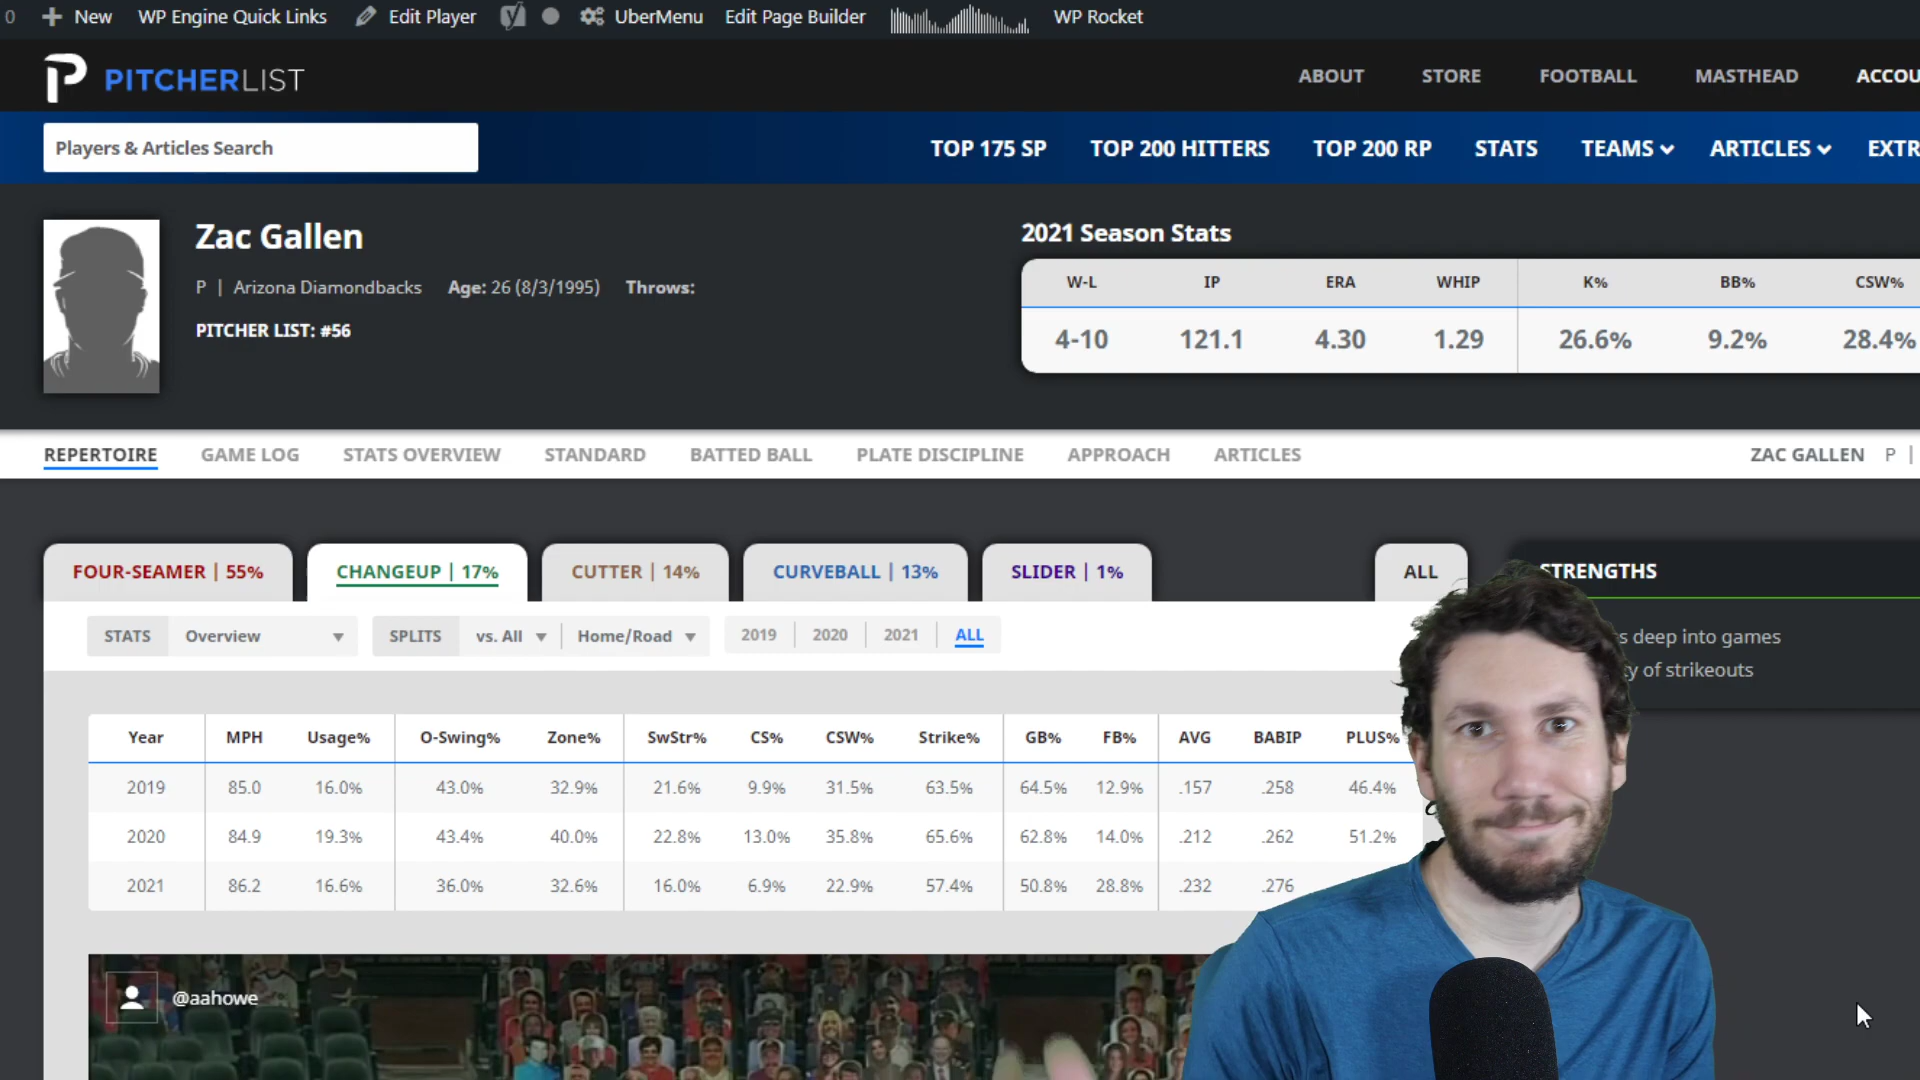 0 New WP Engine Quick Links Edit Player UberMenu Edit Page Builder WP Rocket
PITCHERLIST
ABOUT STORE FOOTBALL MASTHEAD ACCOU
Players & Articles Search
TOP 175 SP TOP 200 HITTERS TOP 200 RP STATS TEAMS ARTICLES EXTR
Zac Gallen
P | Arizona Diamondbacks Age: 26 (8/3/1995) Throws:
PITCHER LIST: #56
2021 Season Stats
W-L IP ERA WHIP K% BB% CSW%
4-10 121.1 4.30 1.29 26.6% 9.2% 28.4%
REPERTOIRE GAME LOG STATS OVERVIEW STANDARD BATTED BALL PLATE DISCIPLINE APPROACH ARTICLES ZAC GALLEN P |
FOUR-SEAMER | 55% CHANGEUP | 17% CUTTER | 14% CURVEBALL | 13% SLIDER | 1% ALL
STRENGTHS
s deep into games
y of strikeouts
STATS Overview SPLITS vs. All Home/Road 2019 2020 2021 ALL
Year MPH Usage% O-Swing% Zone% SwStr% CS% CSW% Strike% GB% FB% AVG BABIP PLUS%
2019 85.0 16.0% 43.0% 32.9% 21.6% 9.9% 31.5% 63.5% 64.5% 12.9% .157 .258 46.4%
2020 84.9 19.3% 43.4% 40.0% 22.8% 13.0% 35.8% 65.6% 62.8% 14.0% .212 .262 51.2%
2021 86.2 16.6% 36.0% 32.6% 16.0% 6.9% 22.9% 57.4% 50.8% 28.8% .232 .276
@aahowe